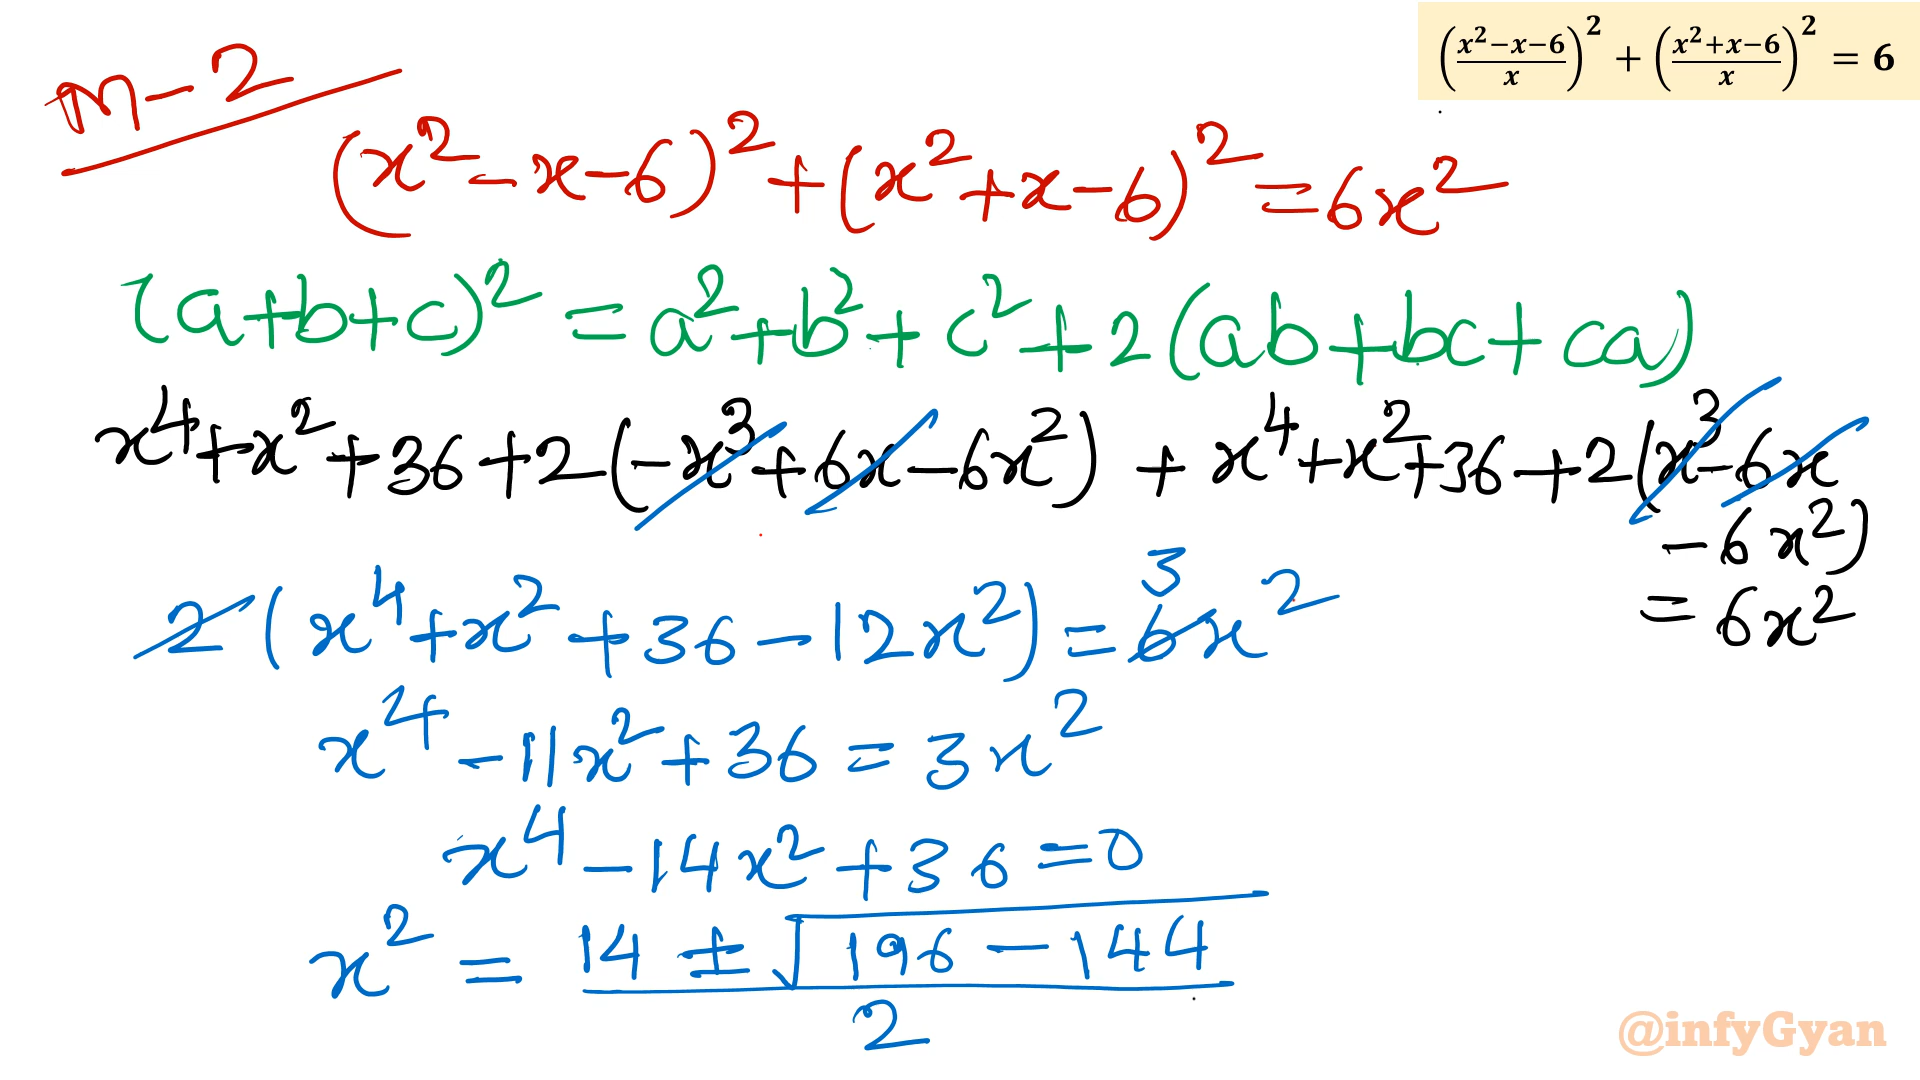 ((x²-x-6)/x)² + ((x²+x-6)/x)² = 6
M-2
(x²-x-6)²+(x²+x-6)²=6x²
(a+b+c)²=a²+b²+c²+2(ab+bc+ca)
x⁴+x²+36+2(-x³+6x-6x²)+x⁴+x²+36+2(x³-6x
-6x²)
=6x²
3
2(x⁴+x²+36-12x²)=6x²
x⁴-11x²+36=3x²
x⁴-14x²+36=0
x²=(14±√(196-144))/2
@infyGyan